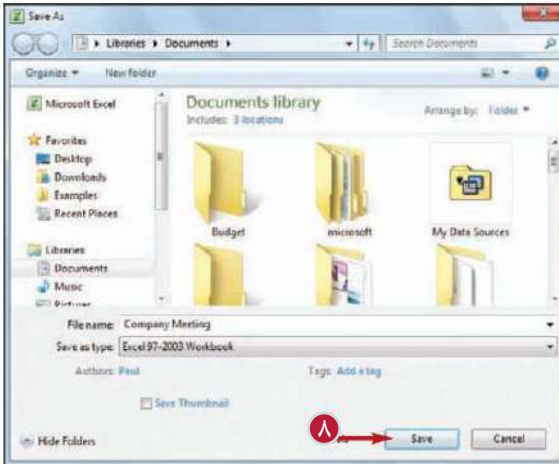 Save As
Libraries ▸ Documents ▸
Search Documents
Organize
New folder
Microsoft Excel
Favorites
Desktop
Downloads
Examples
Recent Places
Libraries
Documents
Music
Pictures
Documents library
Includes: 3 locations
Arrange by: Folder
Budget
microsoft
My Data Sources
File name: Company Meeting
Save as type: Excel 97-2003 Workbook
Authors: Paul
Tags: Add a tag
Save Thumbnail
Hide Folders
٨
Save
Cancel